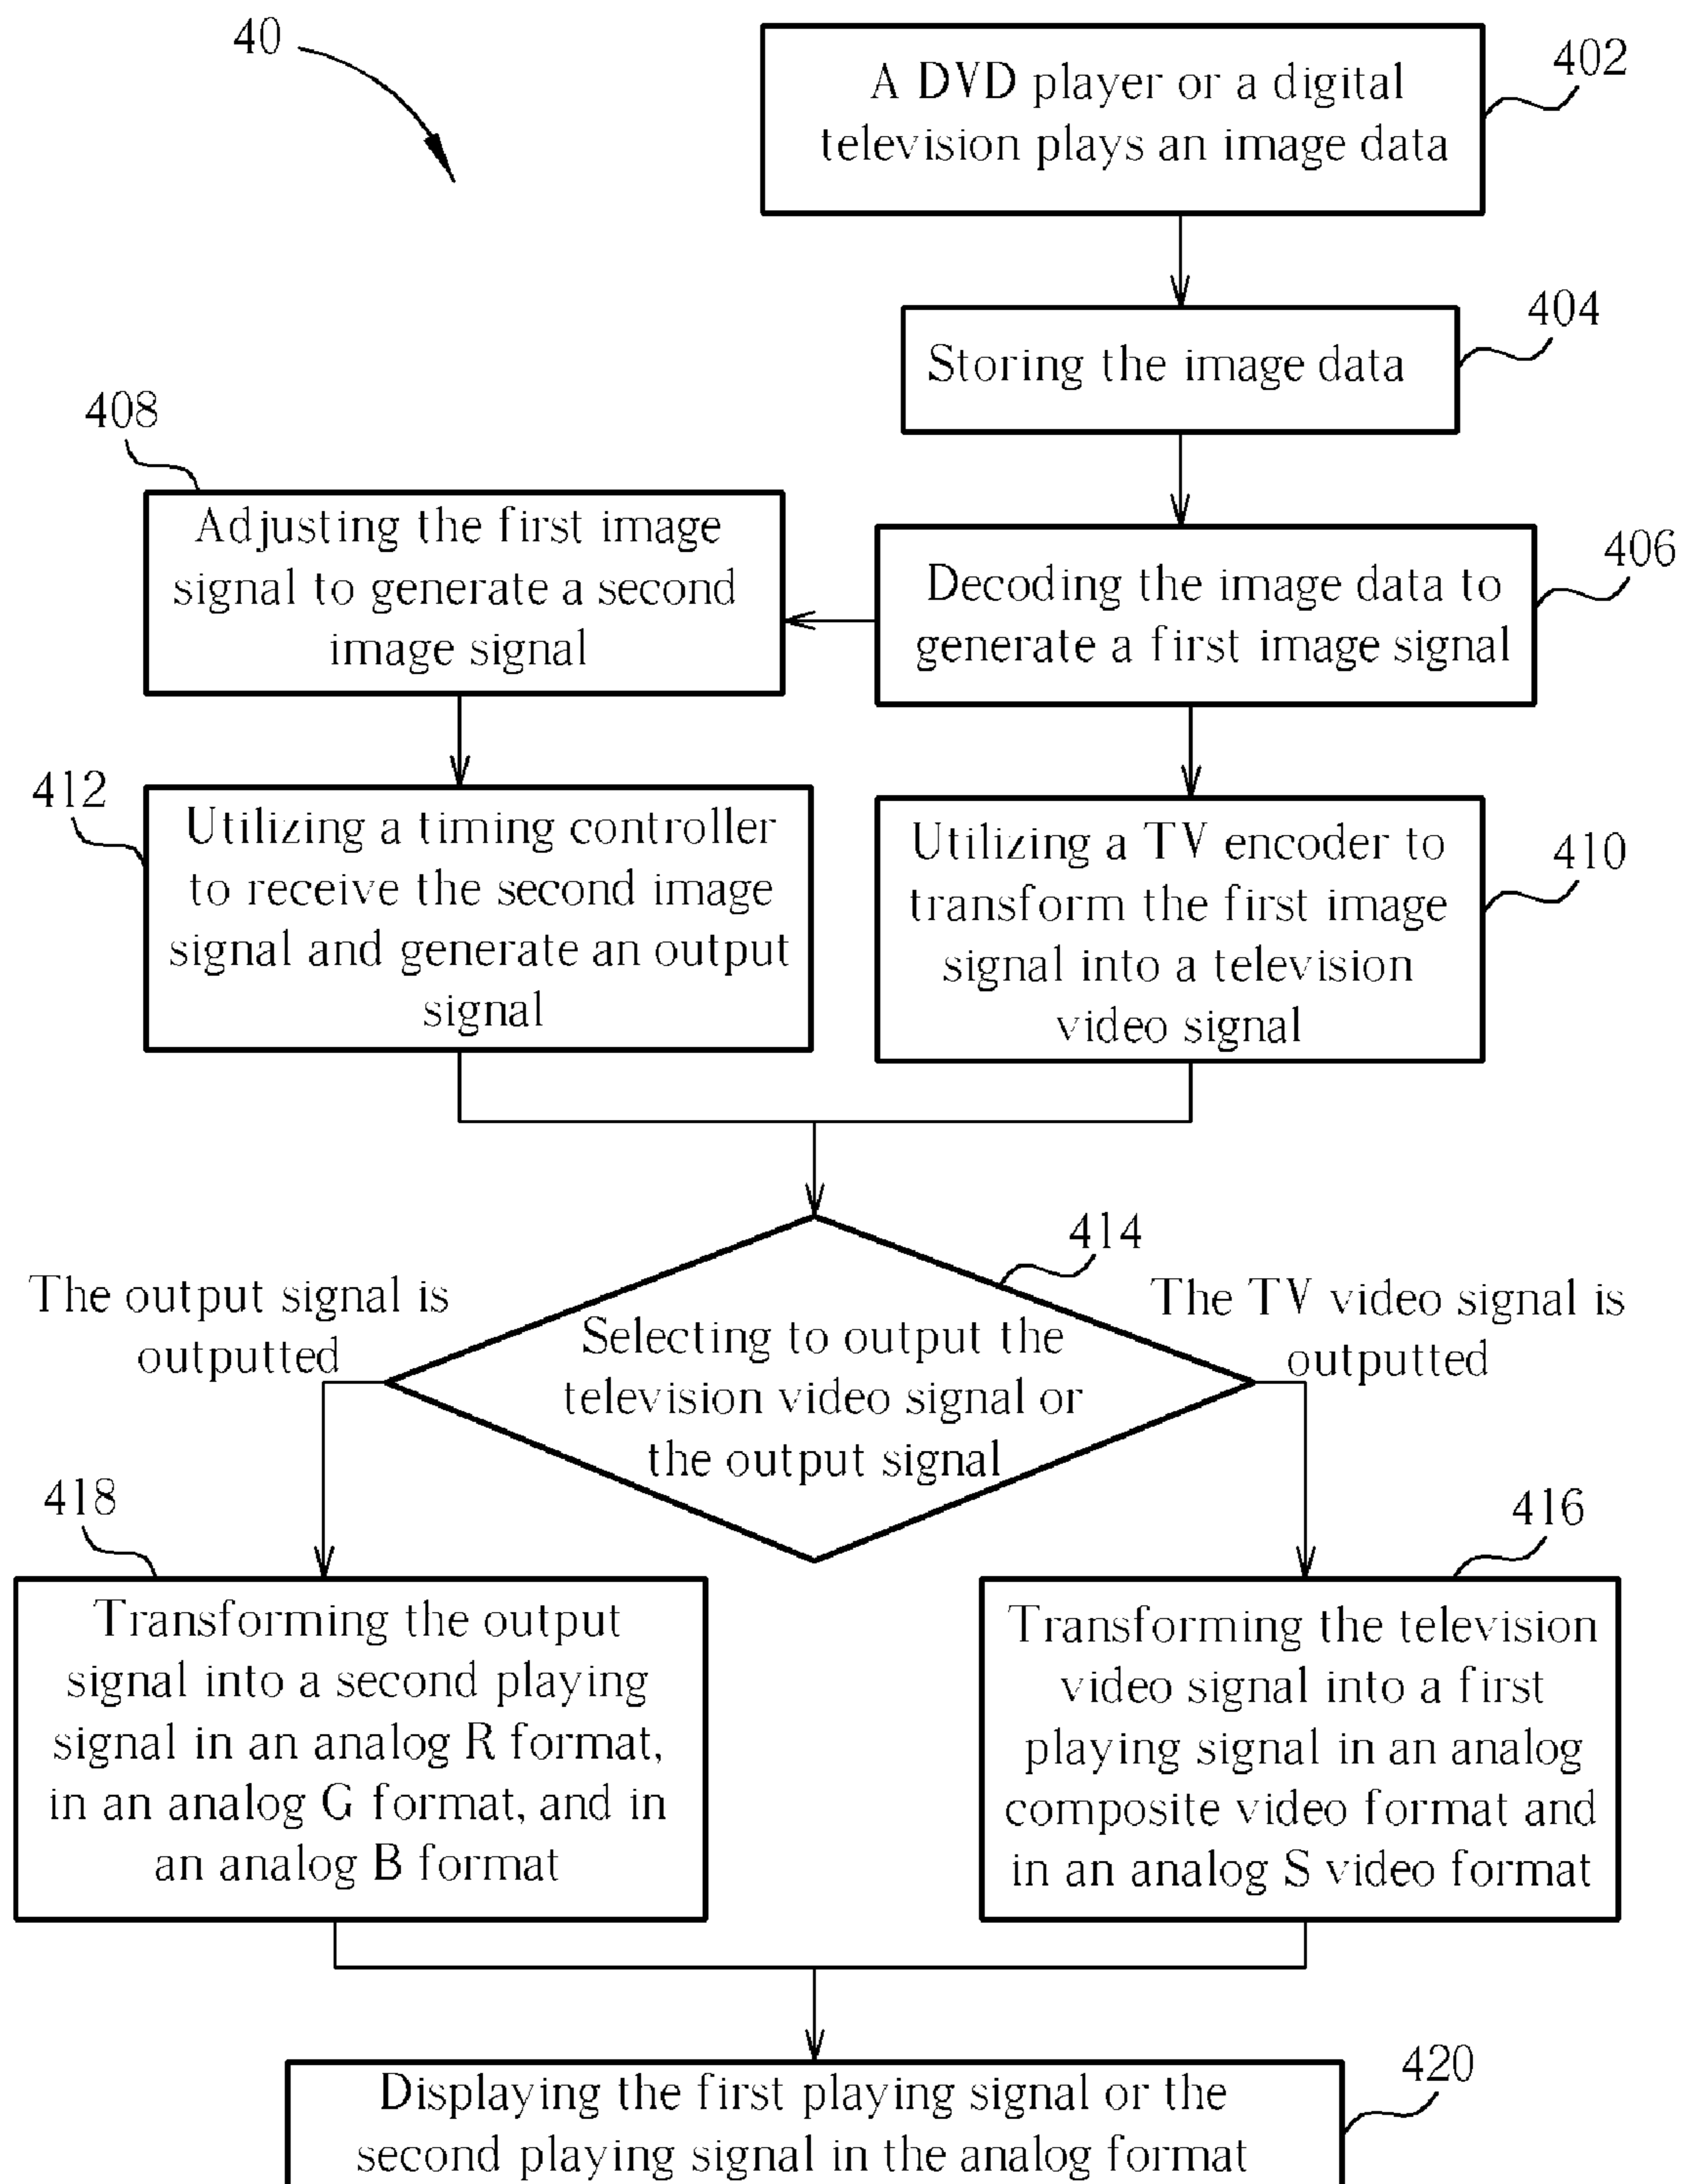 40
A DVD player or a digital
television plays an image data
402
Storing the image data
404
408
Adjusting the first image
signal to generate a second
image signal
Decoding the image data to
generate a first image signal
406
412
Utilizing a timing controller
to receive the second image
signal and generate an output
signal
Utilizing a TV encoder to
transform the first image
signal into a television
video signal
410
414
The output signal is
outputted
Selecting to output the
television video signal or
the output signal
The TV video signal is
outputted
418
Transforming the output
signal into a second playing
signal in an analog R format,
in an analog G format, and in
an analog B format
416
Transforming the television
video signal into a first
playing signal in an analog
composite video format and
in an analog S video format
Displaying the first playing signal or the
second playing signal in the analog format
420